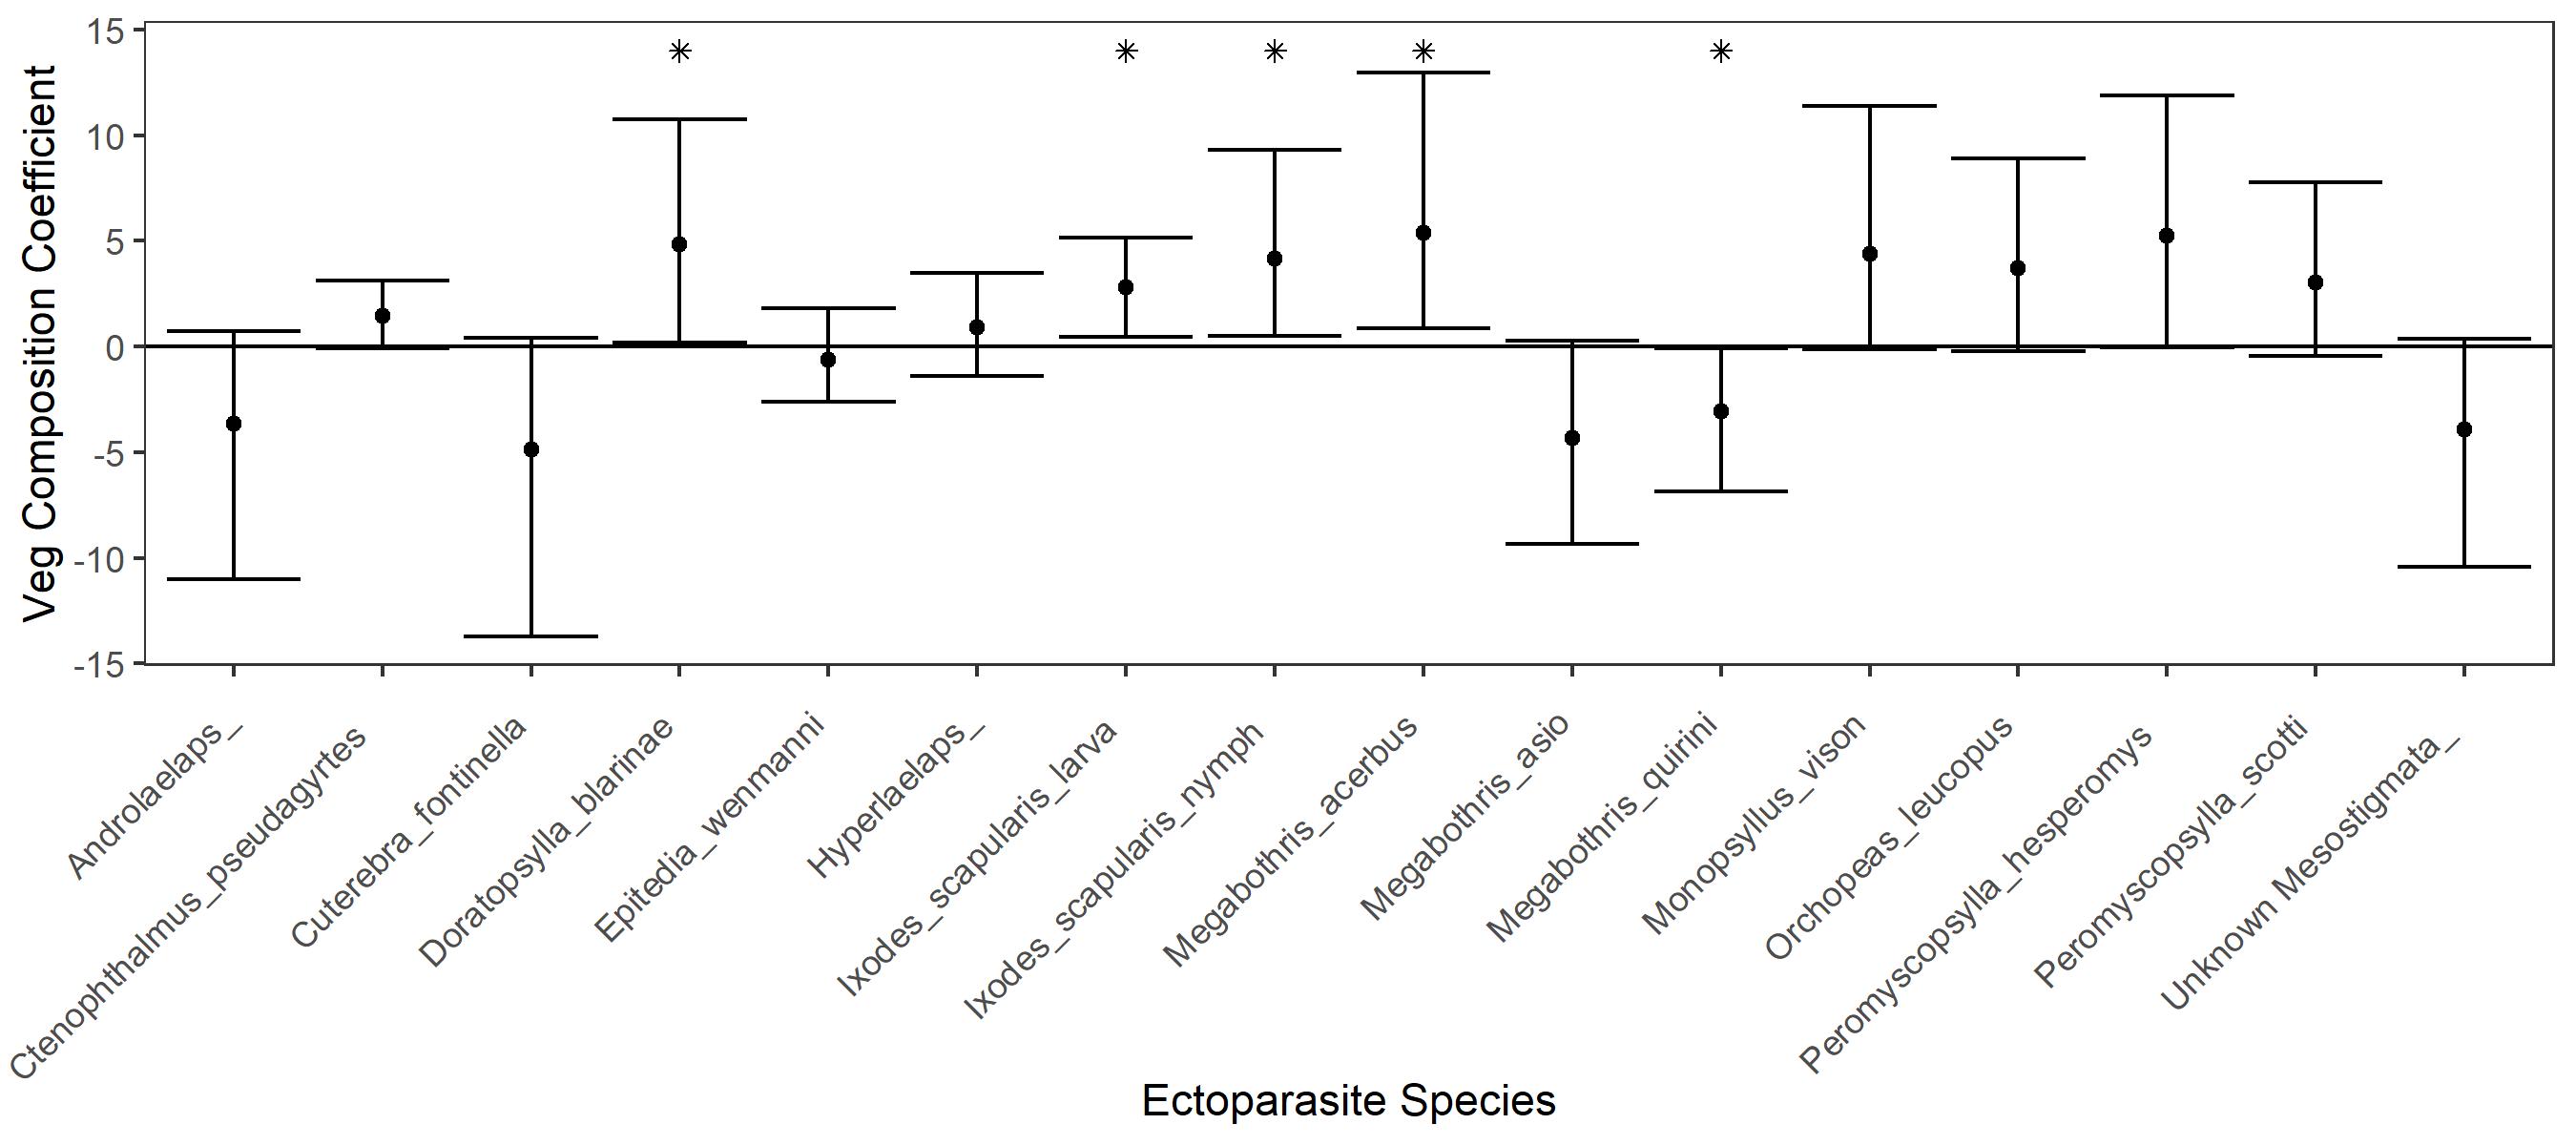 Veg Composition Coefficient
15
10
5
0
-5
-10
-15
* * * * *
Androlaelaps_
Ctenophthalmus_pseudagyrtes
Cuterebra_fontinella
Doratopsylla_blarinae
Epitedia_wenmanni
Hyperlaelaps_
Ixodes_scapularis_larva
Ixodes_scapularis_nymph
Megabothris_acerbus
Megabothris_asio
Megabothris_quirini
Monopsyllus_vison
Orchopeas_leucopus
Peromyscopsylla_hesperomys
Peromyscopsylla_scotti
Unknown Mesostigmata_
Ectoparasite Species